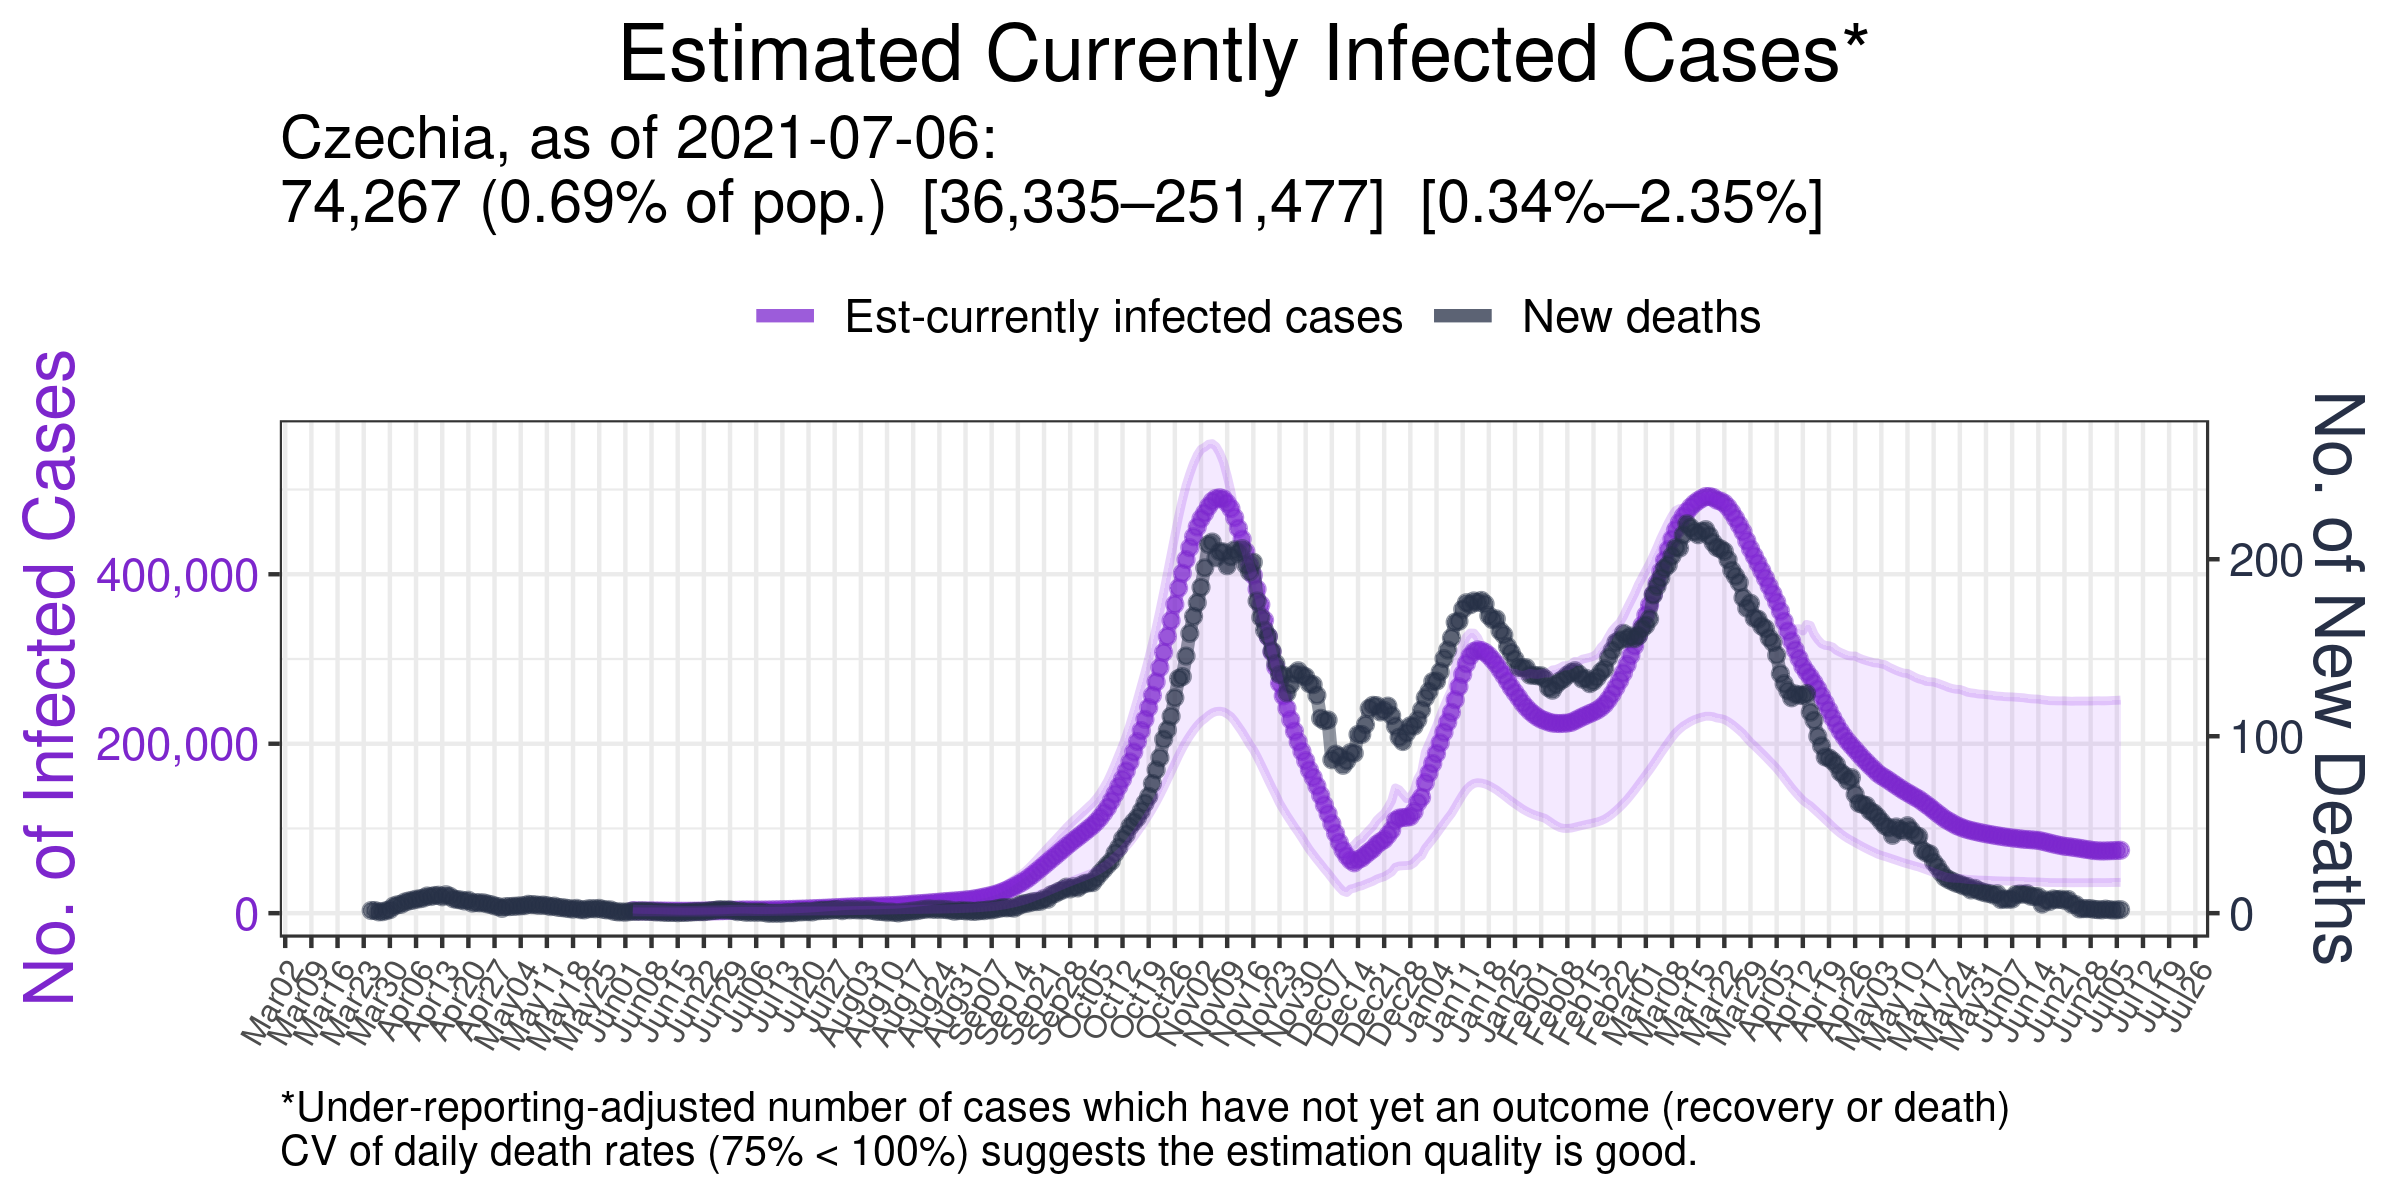 Estimated Currently Infected Cases*
Czechia, as of 2021-07-06:
74,267 (0.69% of pop.) [36,335–251,477] [0.34%–2.35%]
Est-currently infected cases New deaths
No. of Infected Cases
400,000
200,000
0
No. of New Deaths
200
100
0
Mar02 Mar09 Mar16 Mar23 Mar30 Apr06 Apr13 Apr20 Apr27 May04 May11 May18 May25 Jun01 Jun08 Jun15 Jun22 Jun29 Jul06 Jul13 Jul20 Jul27 Aug03 Aug10 Aug17 Aug24 Aug31 Sep07 Sep14 Sep21 Sep28 Oct05 Oct12 Oct19 Oct26 Nov02 Nov09 Nov16 Nov23 Nov30 Dec07 Dec14 Dec21 Dec28 Jan04 Jan11 Jan18 Jan25 Feb01 Feb08 Feb15 Feb22 Mar01 Mar08 Mar15 Mar22 Mar29 Apr05 Apr12 Apr19 Apr26 May03 May10 May17 May24 May31 Jun07 Jun14 Jun21 Jun28 Jul05 Jul12 Jul19 Jul26
*Under-reporting-adjusted number of cases which have not yet an outcome (recovery or death)
CV of daily death rates (75% < 100%) suggests the estimation quality is good.